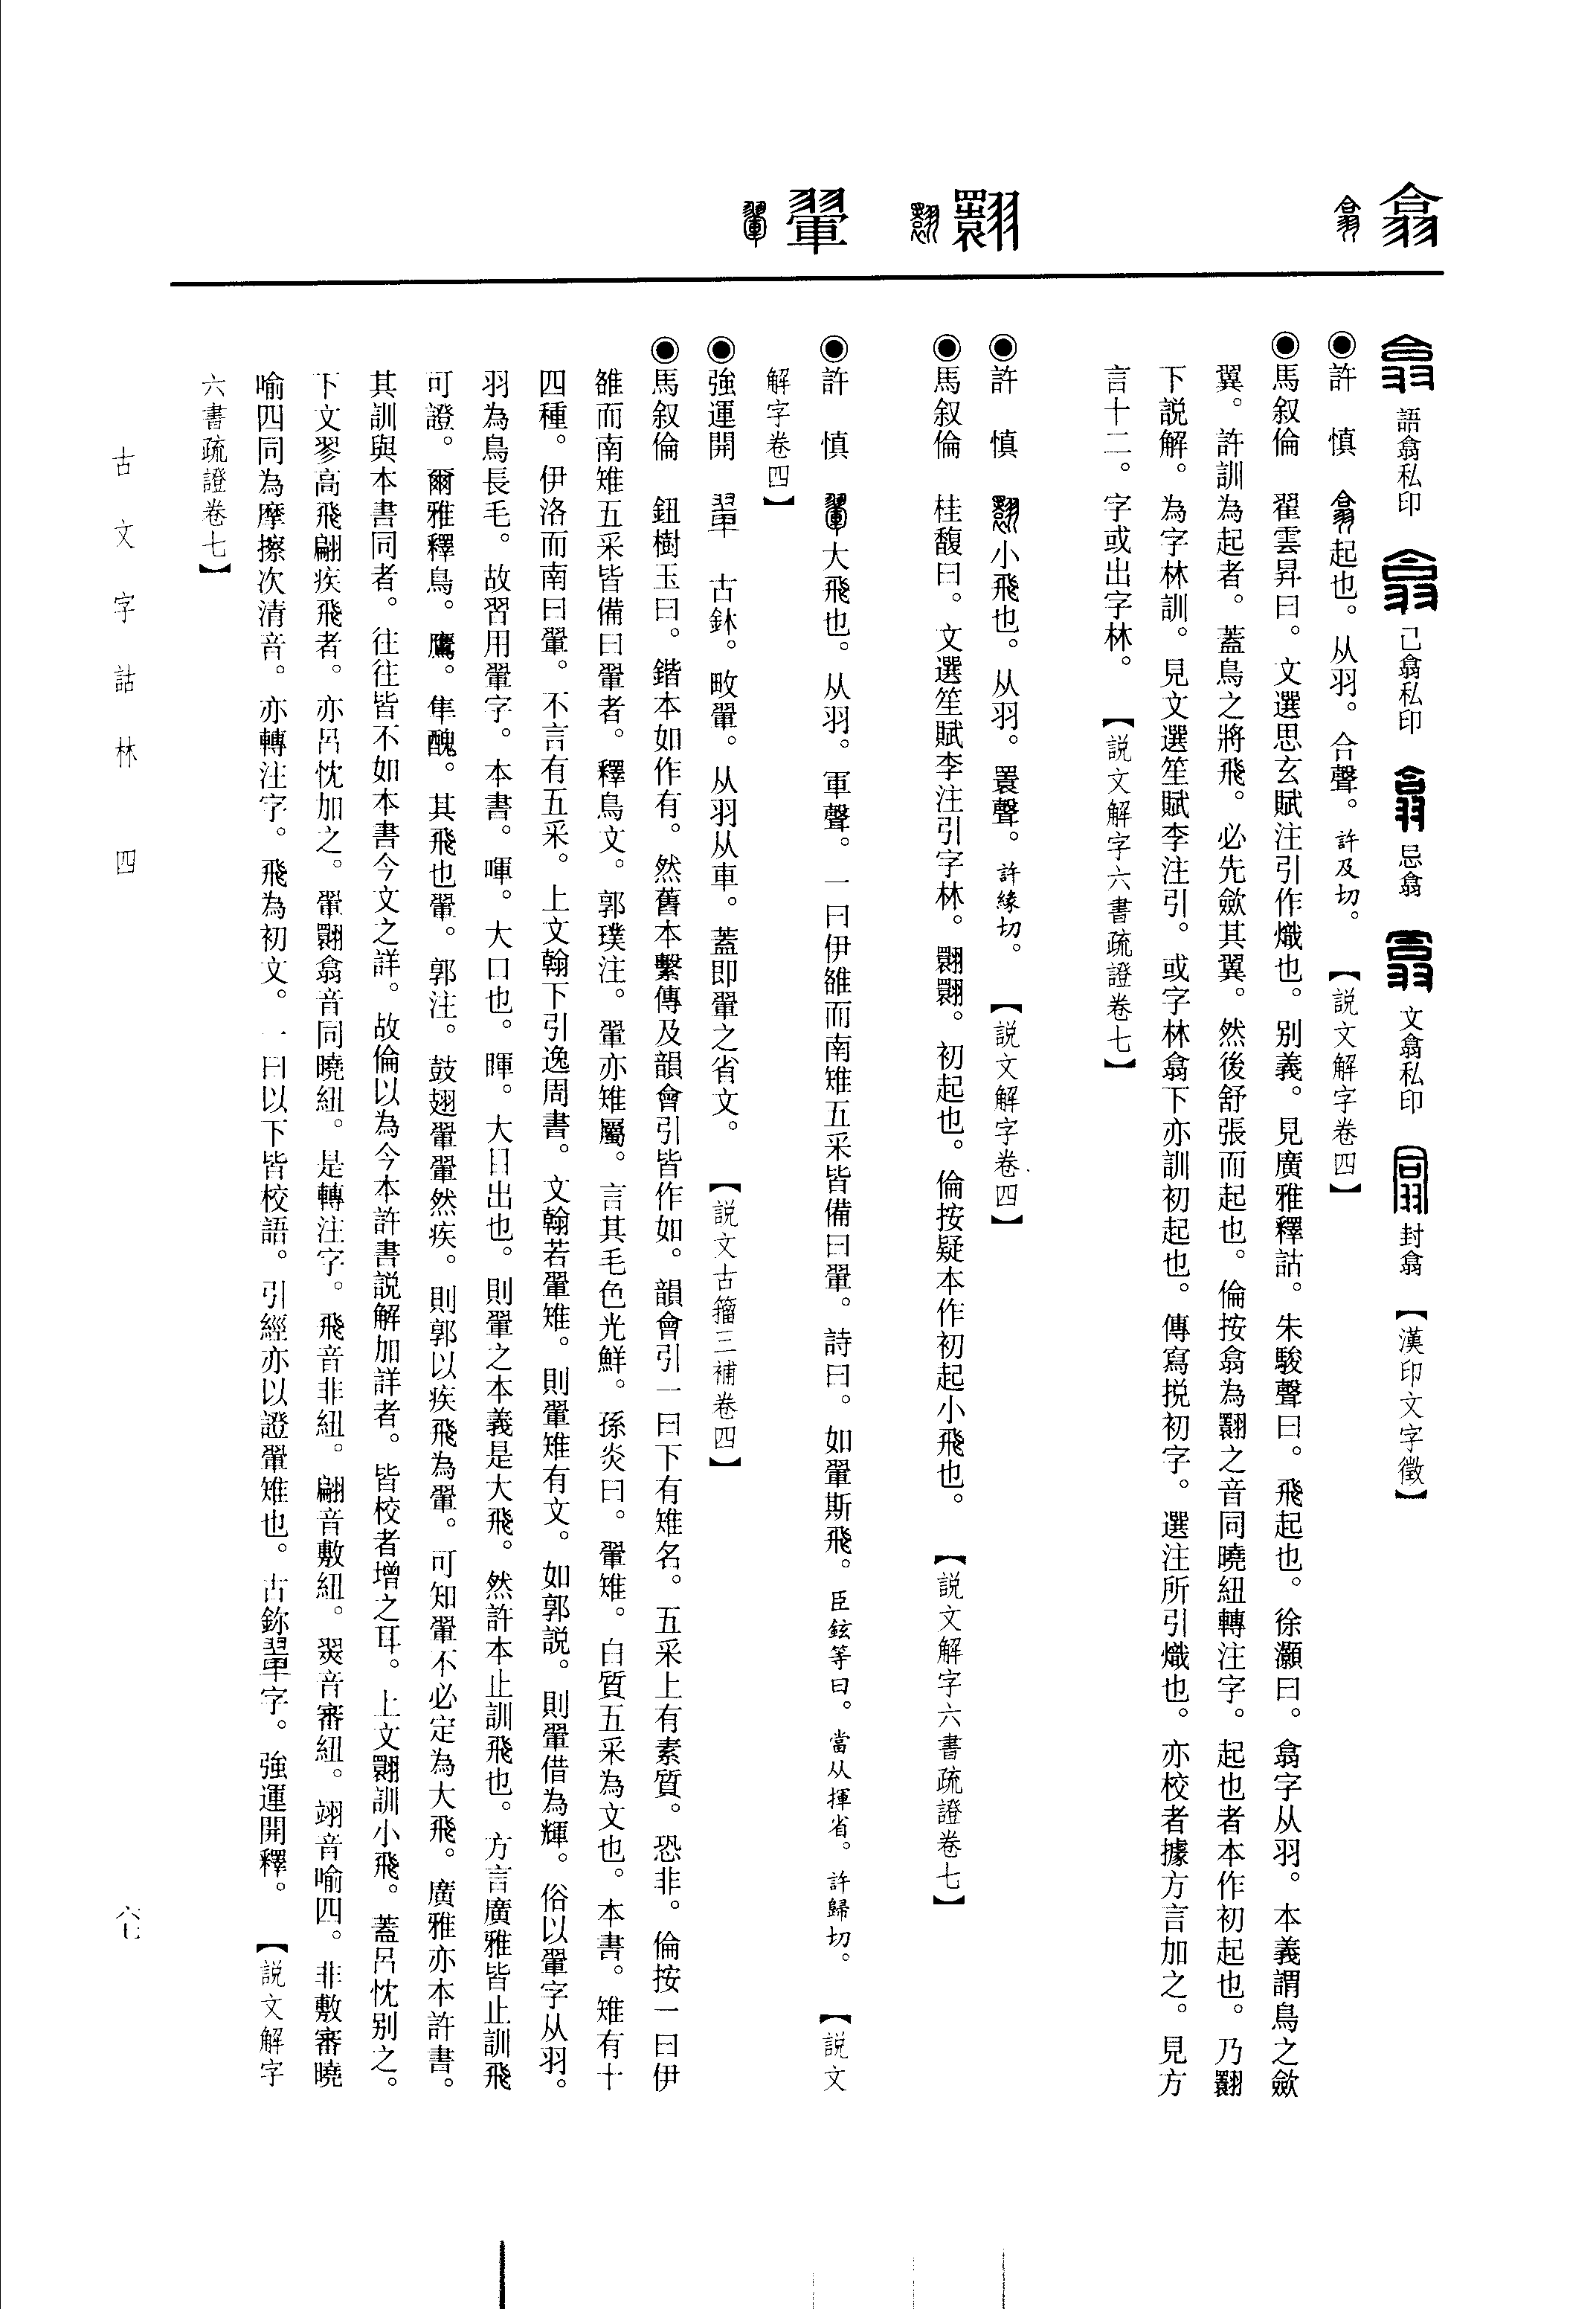 翕
翾
翬
語翕私印 己翕私印 忌翕 文翕私印 封翕 【漢印文字徵】
◉許 慎 翕起也。从羽。合聲。許及切。 【説文解字卷四】
◉馬叙倫 翟雲昇曰。文選思玄賦注引作熾也。别義。見廣雅釋詁。朱駿聲曰。飛起也。徐灝曰。翕字从羽。本義謂鳥之歛
翼。許訓為起者。蓋鳥之將飛。必先歛其翼。然後舒張而起也。倫按翕為翾之音同曉紐轉注字。起也者本作初起也。乃翾
下説解。為字林訓。見文選笙賦李注引。或字林翕下亦訓初起也。傳寫挩初字。選注所引熾也。亦校者據方言加之。見方
言十二。字或出字林。 【説文解字六書疏證卷七】
◉許 慎 翾小飛也。从羽。睘聲。許緣切。 【説文解字卷四】
◉馬叙倫 桂馥曰。文選笙賦李注引字林。翾翾。初起也。倫按疑本作初起小飛也。 【説文解字六書疏證卷七】
◉許 慎 翬大飛也。从羽。軍聲。一曰伊雒而南雉五采皆備曰翬。詩曰。如翬斯飛。臣鉉等曰。當从揮省。許歸切。 【説文
解字卷四】
◉強運開 古鉥。畋翬。从羽从車。蓋即翬之省文。 【説文古籀三補卷四】
◉馬叙倫 鈕樹玉曰。鍇本如作有。然舊本繫傳及韻會引皆作如。韻會引一曰下有雉名。五采上有素質。恐非。倫按一曰伊
雒而南雉五采皆備曰翬者。釋鳥文。郭璞注。翬亦雉屬。言其毛色光鮮。孫炎曰。翬雉。白質五采為文也。本書。雉有十
四種。伊洛而南曰翬。不言有五采。上文翰下引逸周書。文翰若翬雉。則翬雉有文。如郭説。則翬借為輝。俗以翬字从羽。
羽為鳥長毛。故習用翬字。本書。喗。大口也。暉。大目出也。則翬之本義是大飛。然許本止訓飛也。方言廣雅皆止訓飛
可證。爾雅釋鳥。鷹。隼醜。其飛也翬。郭注。鼓翅翬翬然疾。則郭以疾飛為翬。可知翬不必定為大飛。廣雅亦本許書。
其訓與本書同者。往往皆不如本書今文之詳。故倫以為今本許書説解加詳者。皆校者增之耳。上文翾訓小飛。蓋呂忱别之。
下文翏高飛翩疾飛者。亦呂忱加之。翬翾翕音同曉紐。是轉注字。飛音非紐。翩音敷紐。翜音審紐。翊音喻四。非敷審曉
喻四同為摩擦次清音。亦轉注字。飛為初文。一曰以下皆校語。引經亦以證翬雉也。古鉨字。強運開釋。 【説文解字
六書疏證卷七】
古文字詁林 四
六七